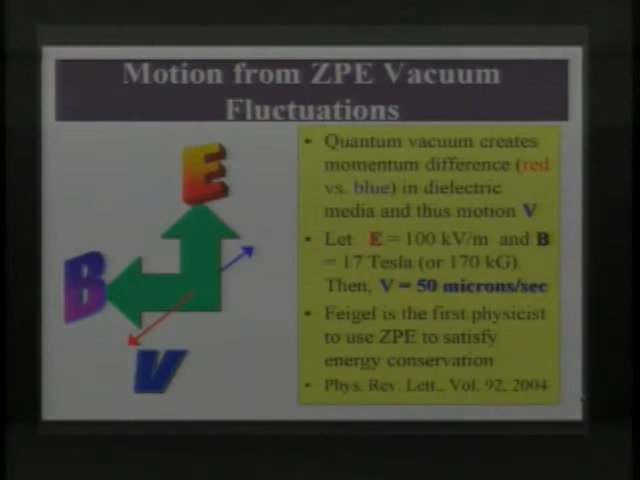 Motion from ZPE Vacuum
Fluctuations
E
B
V
• Quantum vacuum creates
momentum difference (red
vs. blue) in dielectric
media and thus motion V
• Let E = 100 kV/m and B
= 17 Tesla (or 170 kG).
Then, V = 50 microns/sec
• Feigel is the first physicist
to use ZPE to satisfy
energy conservation
• Phys. Rev. Lett., Vol. 92, 2004